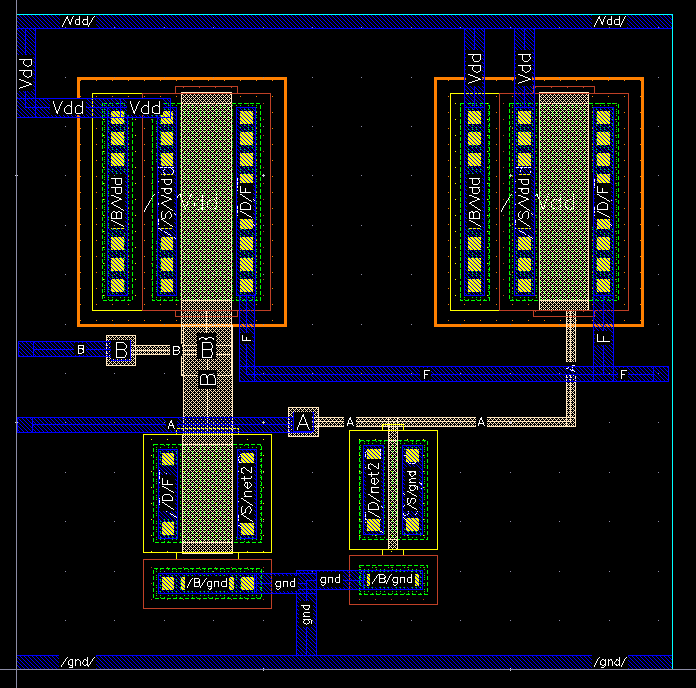 /Vdd/
/Vdd/
Vdd
Vdd
Vdd
Vdd
Vdd
/B/Vdd
/S/Vdd
Vdd
/D/F
/B/Vdd
/S/Vdd
Vdd
/D/F
F
F
B
B
B
B
B
F
F
A
A
A
A
A
/D/F
/S/net2
/D/net2
/S/gnd
/B/gnd
gnd
gnd
/B/gnd
gnd
/gnd/
/gnd/